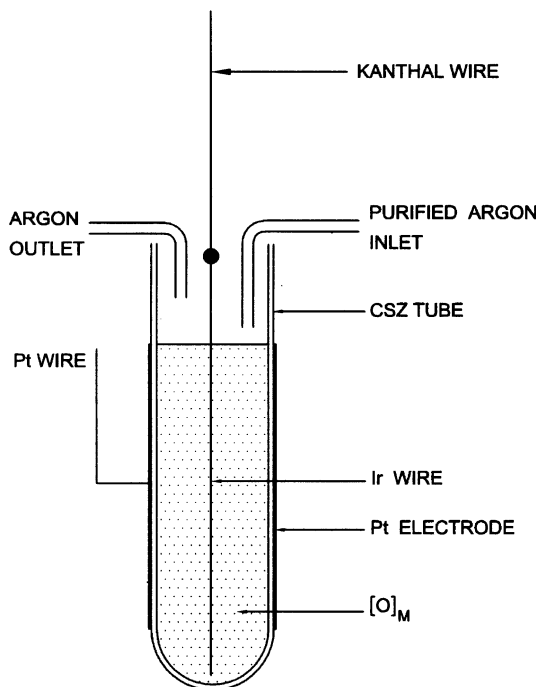 KANTHAL WIRE
ARGON
OUTLET
PURIFIED ARGON
INLET
CSZ TUBE
Pt WIRE
Ir WIRE
Pt ELECTRODE
[O]M